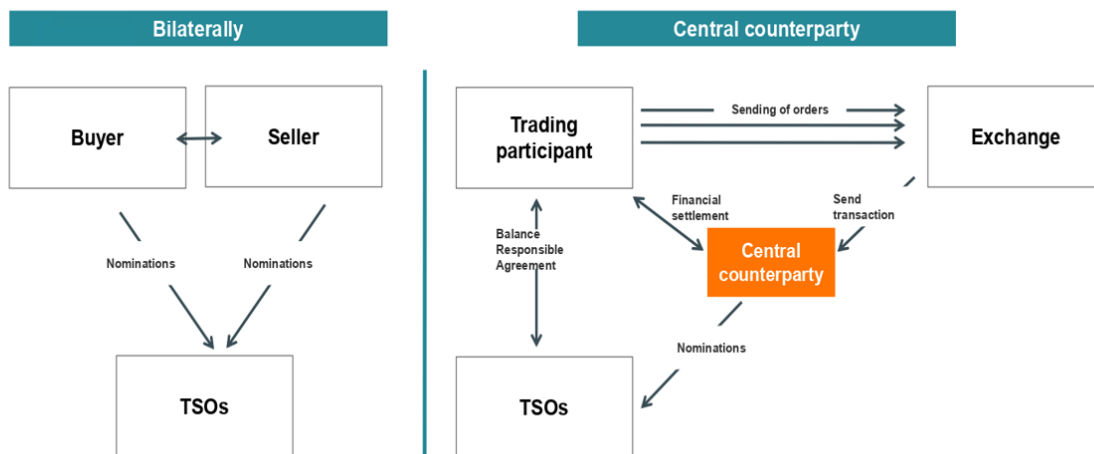 Bilaterally
Buyer
Seller
Nominations
Nominations
TSOs
Central counterparty
Trading
participant
Sending of orders
Exchange
Financial
settlement
Send
transaction
Balance
Responsible
Agreement
Central
counterparty
Nominations
TSOs